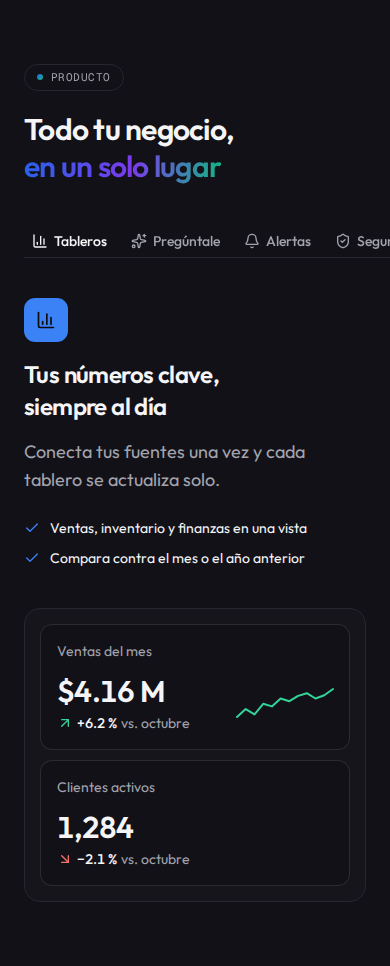 PRODUCTO
Todo tu negocio,
en un solo lugar
Tableros
Pregúntale
Alertas
Tus números clave,
siempre al día
Conecta tus fuentes una vez y cada
tablero se actualiza solo.
Ventas, inventario y finanzas en una vista
Compara contra el mes o el año anterior
Ventas del mes
$4.16 M
+6.2 % vs. octubre
Clientes activos
1,284
−2.1 % vs. octubre